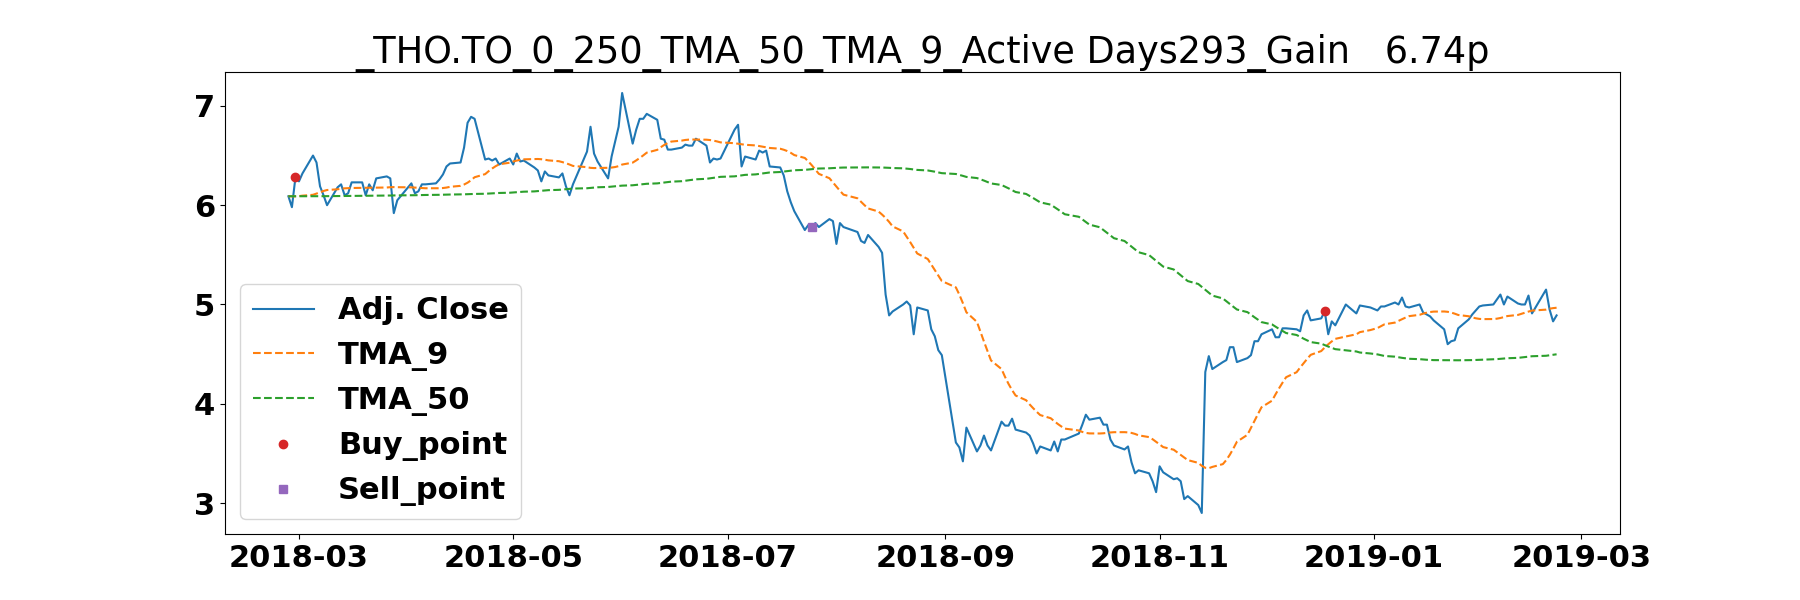 _THO.TO_0_250_TMA_50_TMA_9_Active Days293_Gain   6.74p
7
6
5
4
3
Adj. Close
TMA_9
TMA_50
Buy_point
Sell_point
2018-03 2018-05 2018-07 2018-09 2018-11 2019-01 2019-03